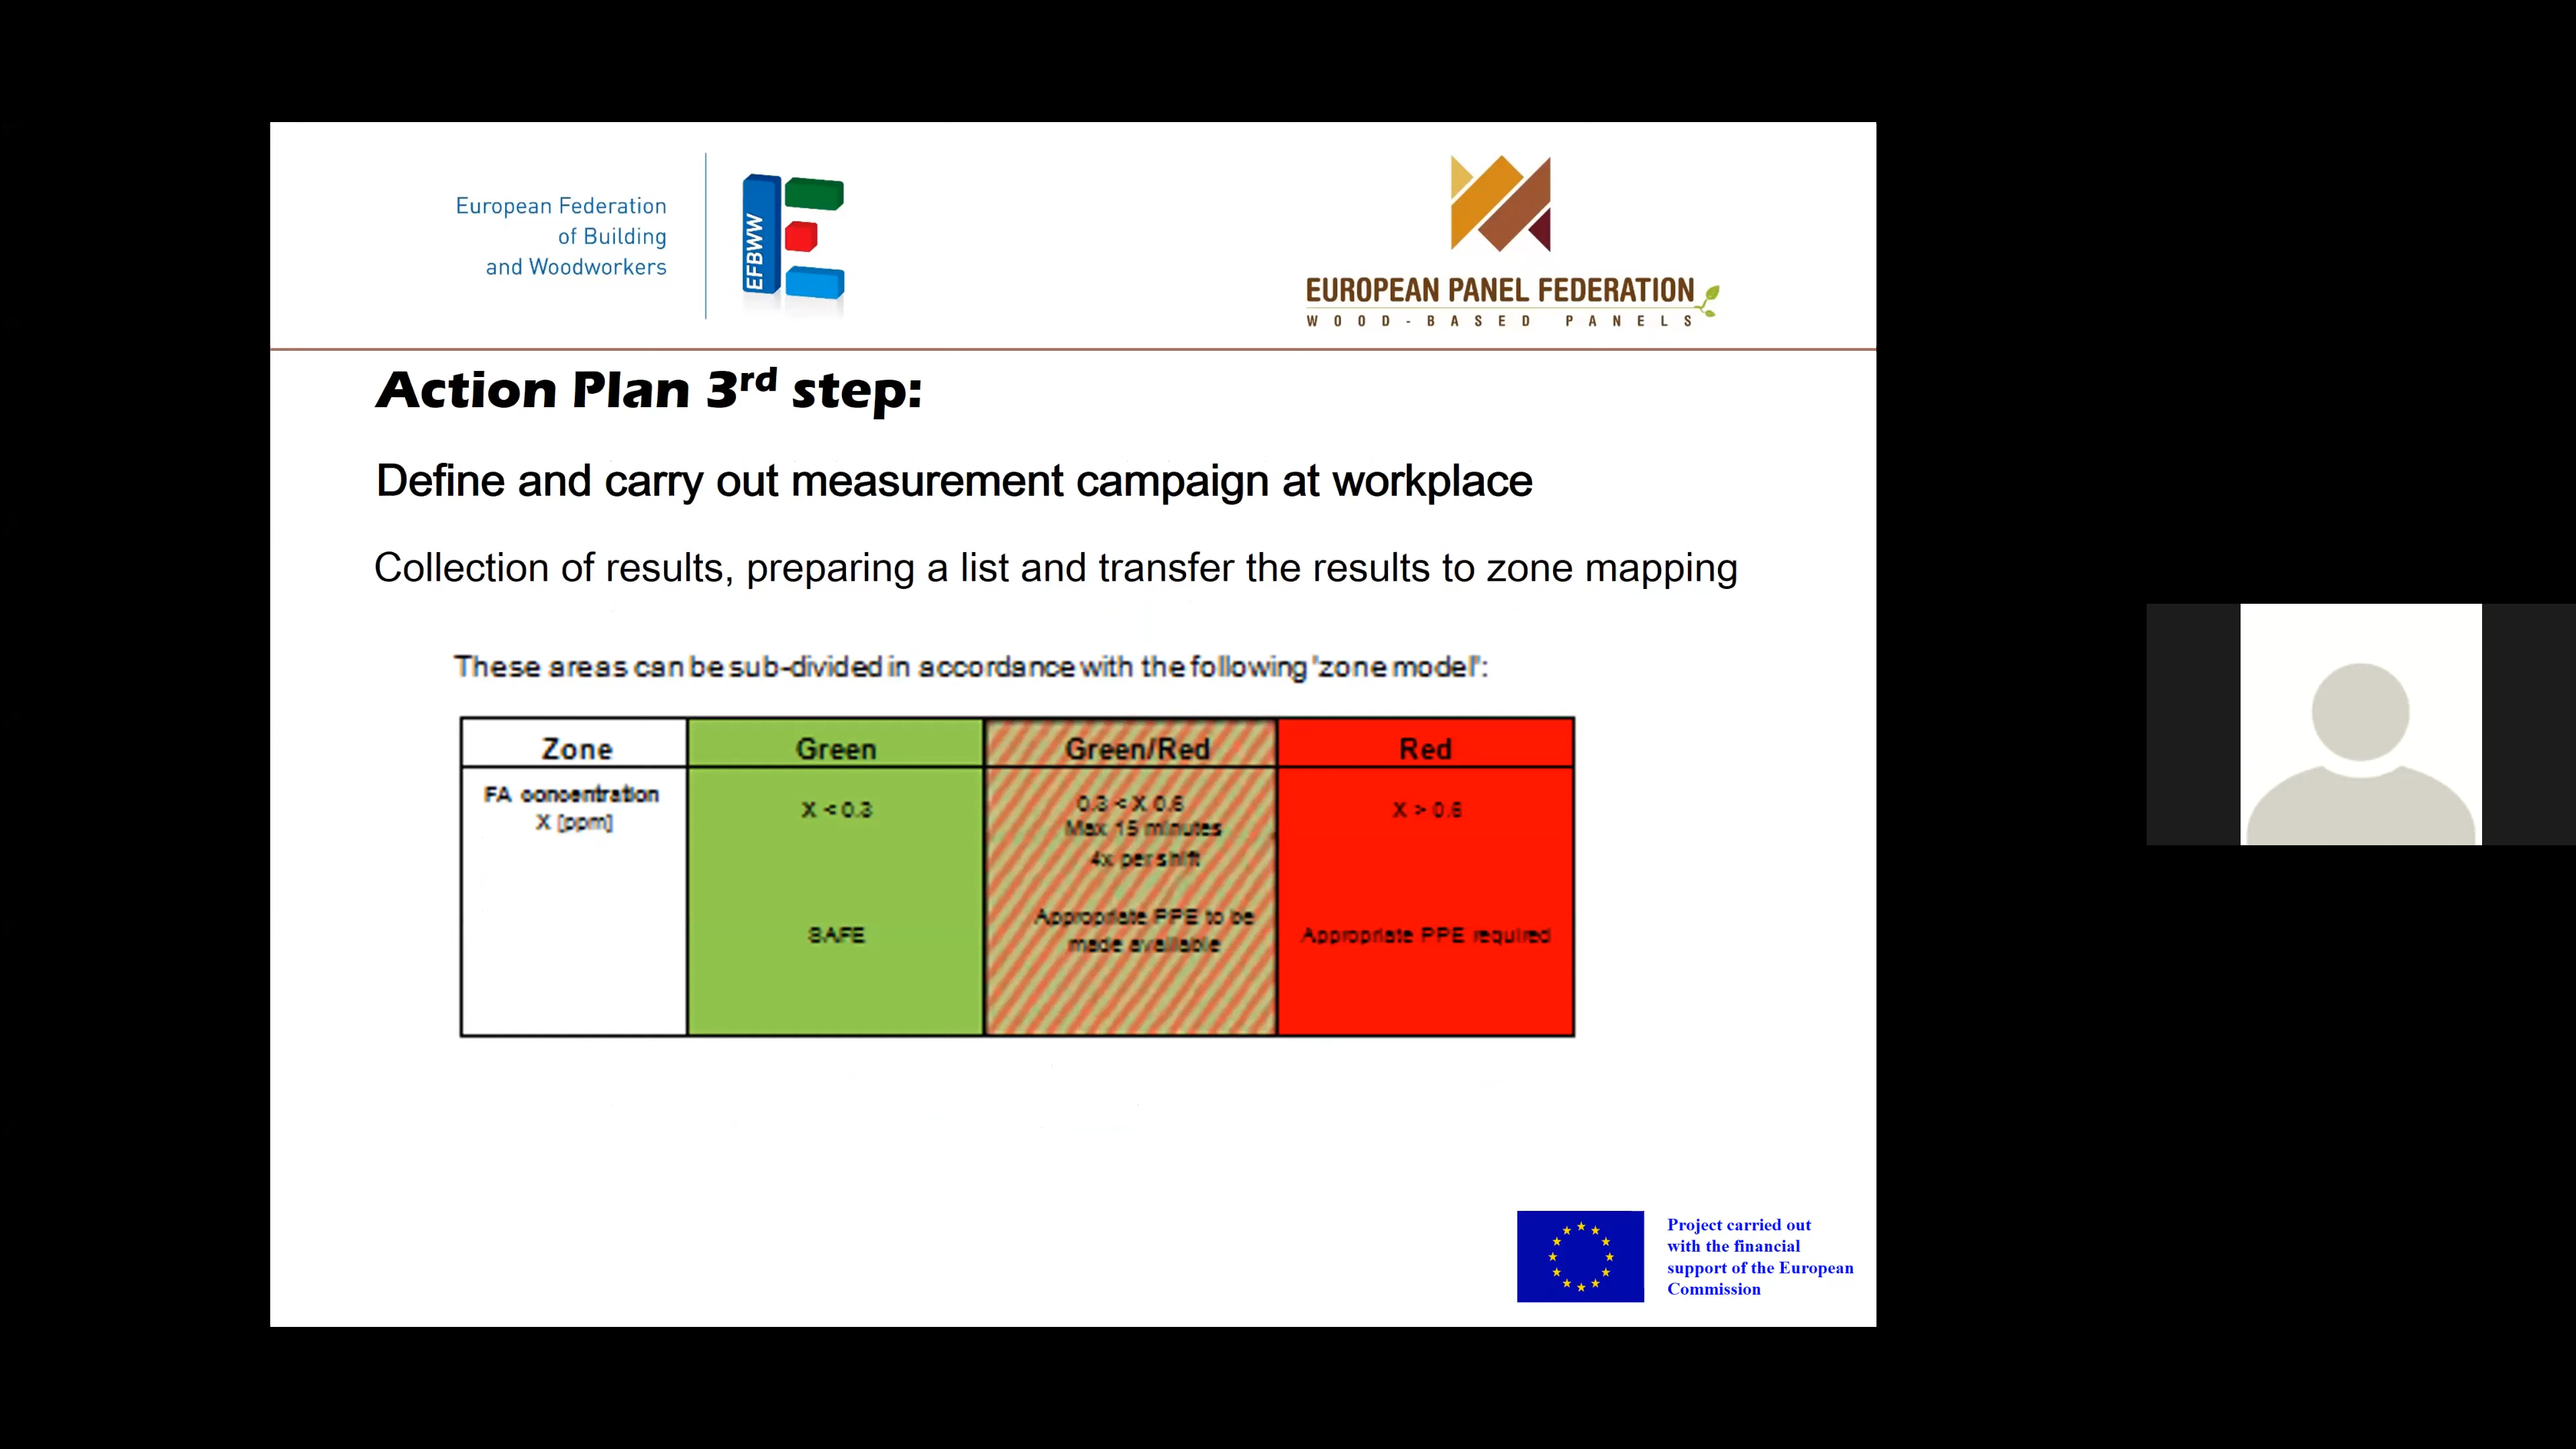 European Federation
of Building
and Woodworkers
EFBWW
EUROPEAN PANEL FEDERATION
WOOD-BASED PANELS
Action Plan 3rd step:
Define and carry out measurement campaign at workplace
Collection of results, preparing a list and transfer the results to zone mapping
These areas can be sub-divided in accordance with the following 'zone model':
Zone Green Green/Red Red
FA concentration
X [ppm]
X < 0.3
0.3 < X 0.6
Max 15 minutes
4x per shift
X > 0.6
SAFE
Appropriate PPE to be
made available
Appropriate PPE required
Project carried out
with the financial
support of the European
Commission